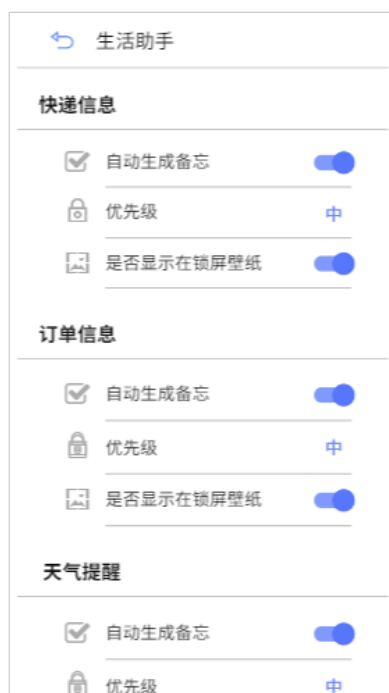 生活助手
快递信息
自动生成备忘
优先级 中
是否显示在锁屏壁纸
订单信息
自动生成备忘
优先级 中
是否显示在锁屏壁纸
天气提醒
自动生成备忘
优先级 中